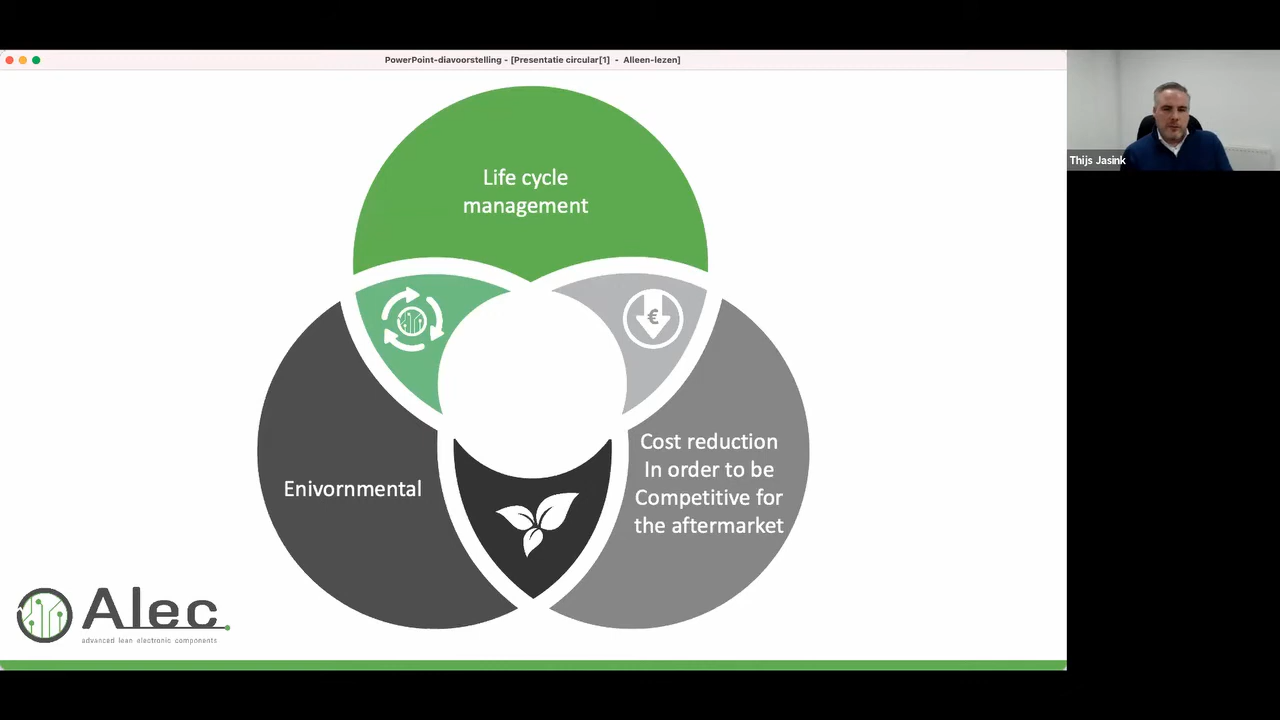 PowerPoint-diavoorstelling - [Presentatie circular[1] - Alleen-lezen]
Thijs Jasink
Life cycle
management
€
Enivornmental
Cost reduction
In order to be
Competitive for
the aftermarket
Alec
advanced lean electronic components